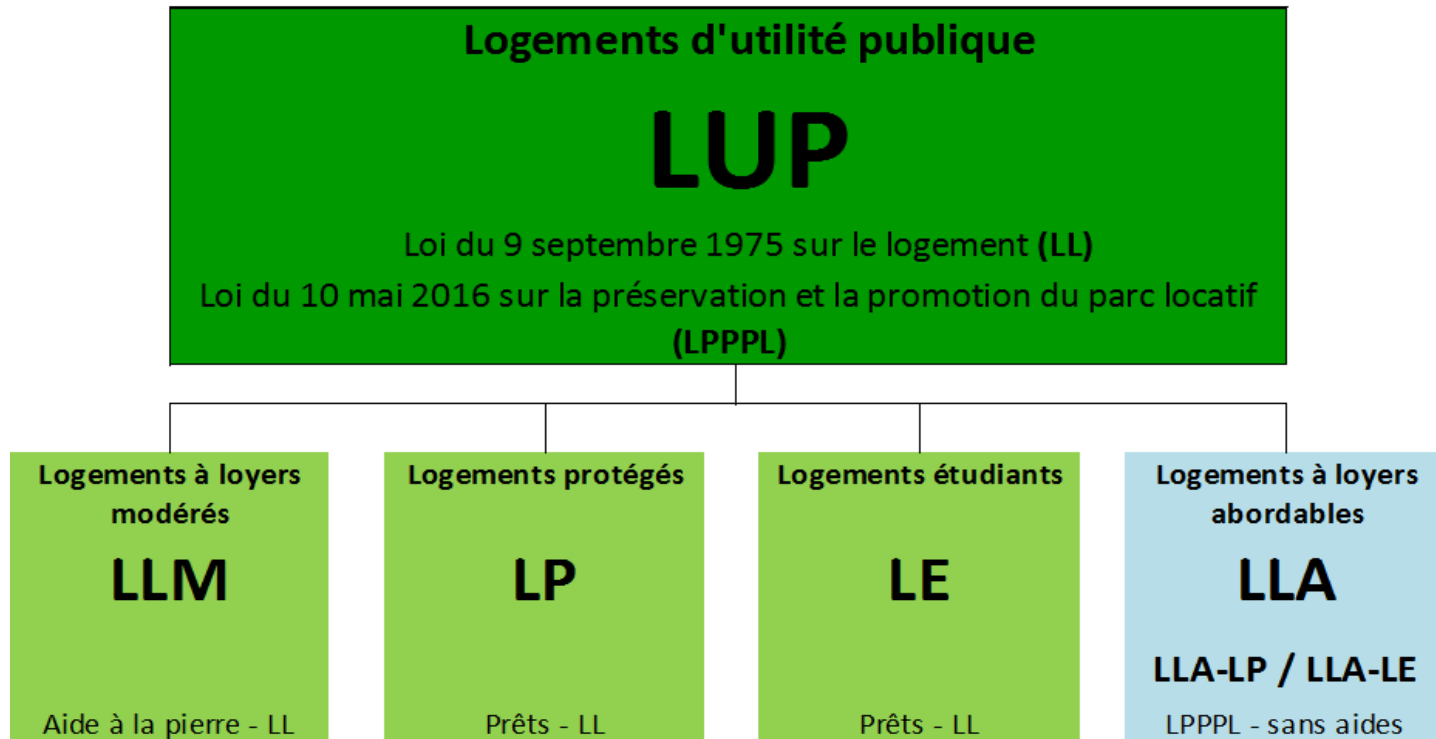 Logements d'utilité publique
LUP
Loi du 9 septembre 1975 sur le logement (LL)
Loi du 10 mai 2016 sur la préservation et la promotion du parc locatif
(LPPPL)
Logements à loyers
modérés
LLM
Aide à la pierre - LL
Logements protégés
LP
Prêts - LL
Logements étudiants
LE
Prêts - LL
Logements à loyers
abordables
LLA
LLA-LP / LLA-LE
LPPPL - sans aides